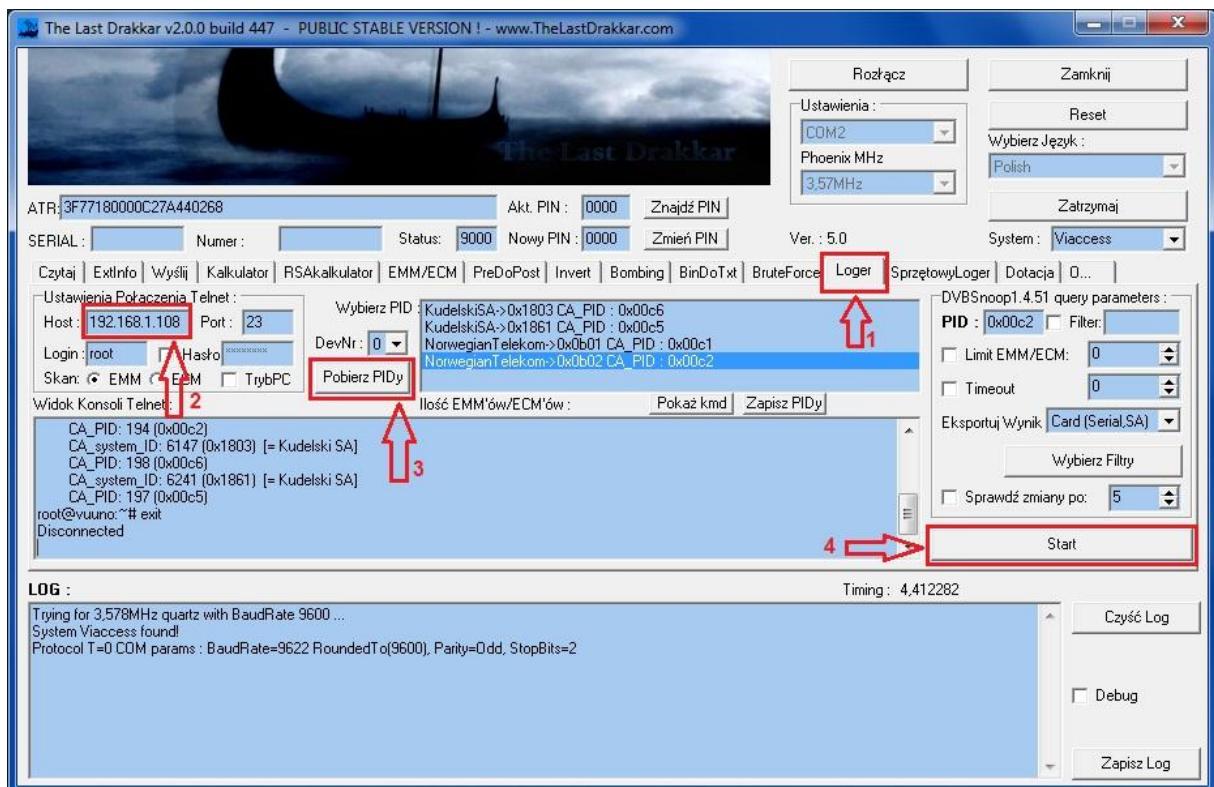 The Last Drakkar v2.0.0 build 447 - PUBLIC STABLE VERSION ! - www.TheLastDrakkar.com
The Last Drakkar
Rozłącz
Zamknij
Ustawienia :
COM2
Phoenix MHz
3,57MHz
Reset
Wybierz Język :
Polish
Zatrzymaj
ATR: 3F77180000C27A440268
Akt. PIN : 0000 Znajdź PIN
SERIAL : Numer : Status: 9000 Nowy PIN : 0000 Zmień PIN Ver. : 5.0 System : Viaccess
Czytaj ExtInfo Wyślij Kalkulator RSAkalkulator EMM/ECM PreDoPost Invert Bombing BinDoTxt BruteForce Loger SprzętowyLoger Dotacja O...
Ustawienia Połaczenia Telnet :
Host : 192.168.1.108 Port : 23
Login : root Hasło xxxxxxxx
Skan: EMM ECM TrybPC
Wybierz PID :
DevNr : 0
Pobierz PIDy
KudelskiSA->0x1803 CA_PID : 0x00c6
KudelskiSA->0x1861 CA_PID : 0x00c5
NorwegianTelekom->0x0b01 CA_PID : 0x00c1
NorwegianTelekom->0x0b02 CA_PID : 0x00c2
1
2
3
4
DVBSnoop1.4.51 query parameters :
PID : 0x00c2 Filter:
Limit EMM/ECM: 0
Timeout 0
Eksportuj Wynik Card (Serial,SA)
Wybierz Filtry
Sprawdź zmiany po: 5
Start
Widok Konsoli Telnet :
Ilość EMM'ów/ECM'ów : Pokaż kmd Zapisz PIDy
CA_PID: 194 (0x00c2)
CA_system_ID: 6147 (0x1803) [= Kudelski SA]
CA_PID: 198 (0x00c6)
CA_system_ID: 6241 (0x1861) [= Kudelski SA]
CA_PID: 197 (0x00c5)
root@vuuno:~# exit
Disconnected
LOG :
Timing : 4,412282
Trying for 3,578MHz quartz with BaudRate 9600 ...
System Viaccess found!
Protocol T=0 COM params : BaudRate=9622 RoundedTo(9600), Parity=Odd, StopBits=2
Czyść Log
Debug
Zapisz Log